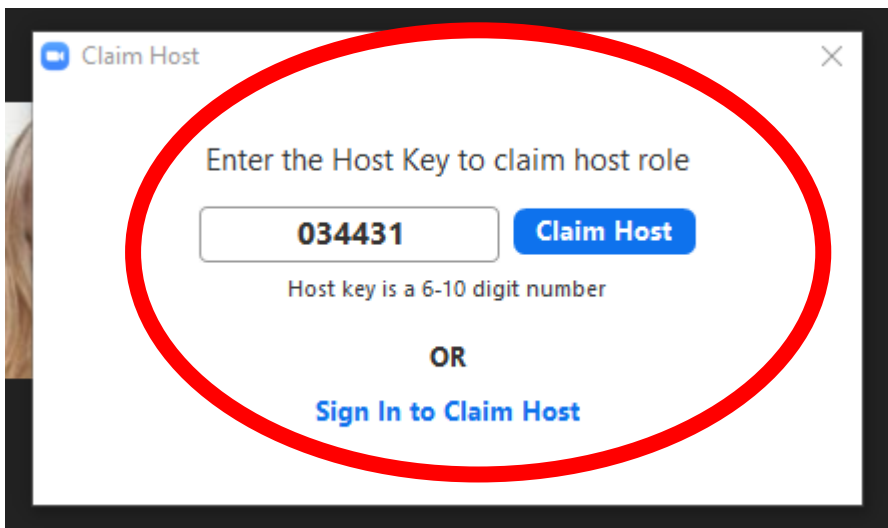 Claim Host
Enter the Host Key to claim host role
034431 Claim Host
Host key is a 6-10 digit number
OR
Sign In to Claim Host